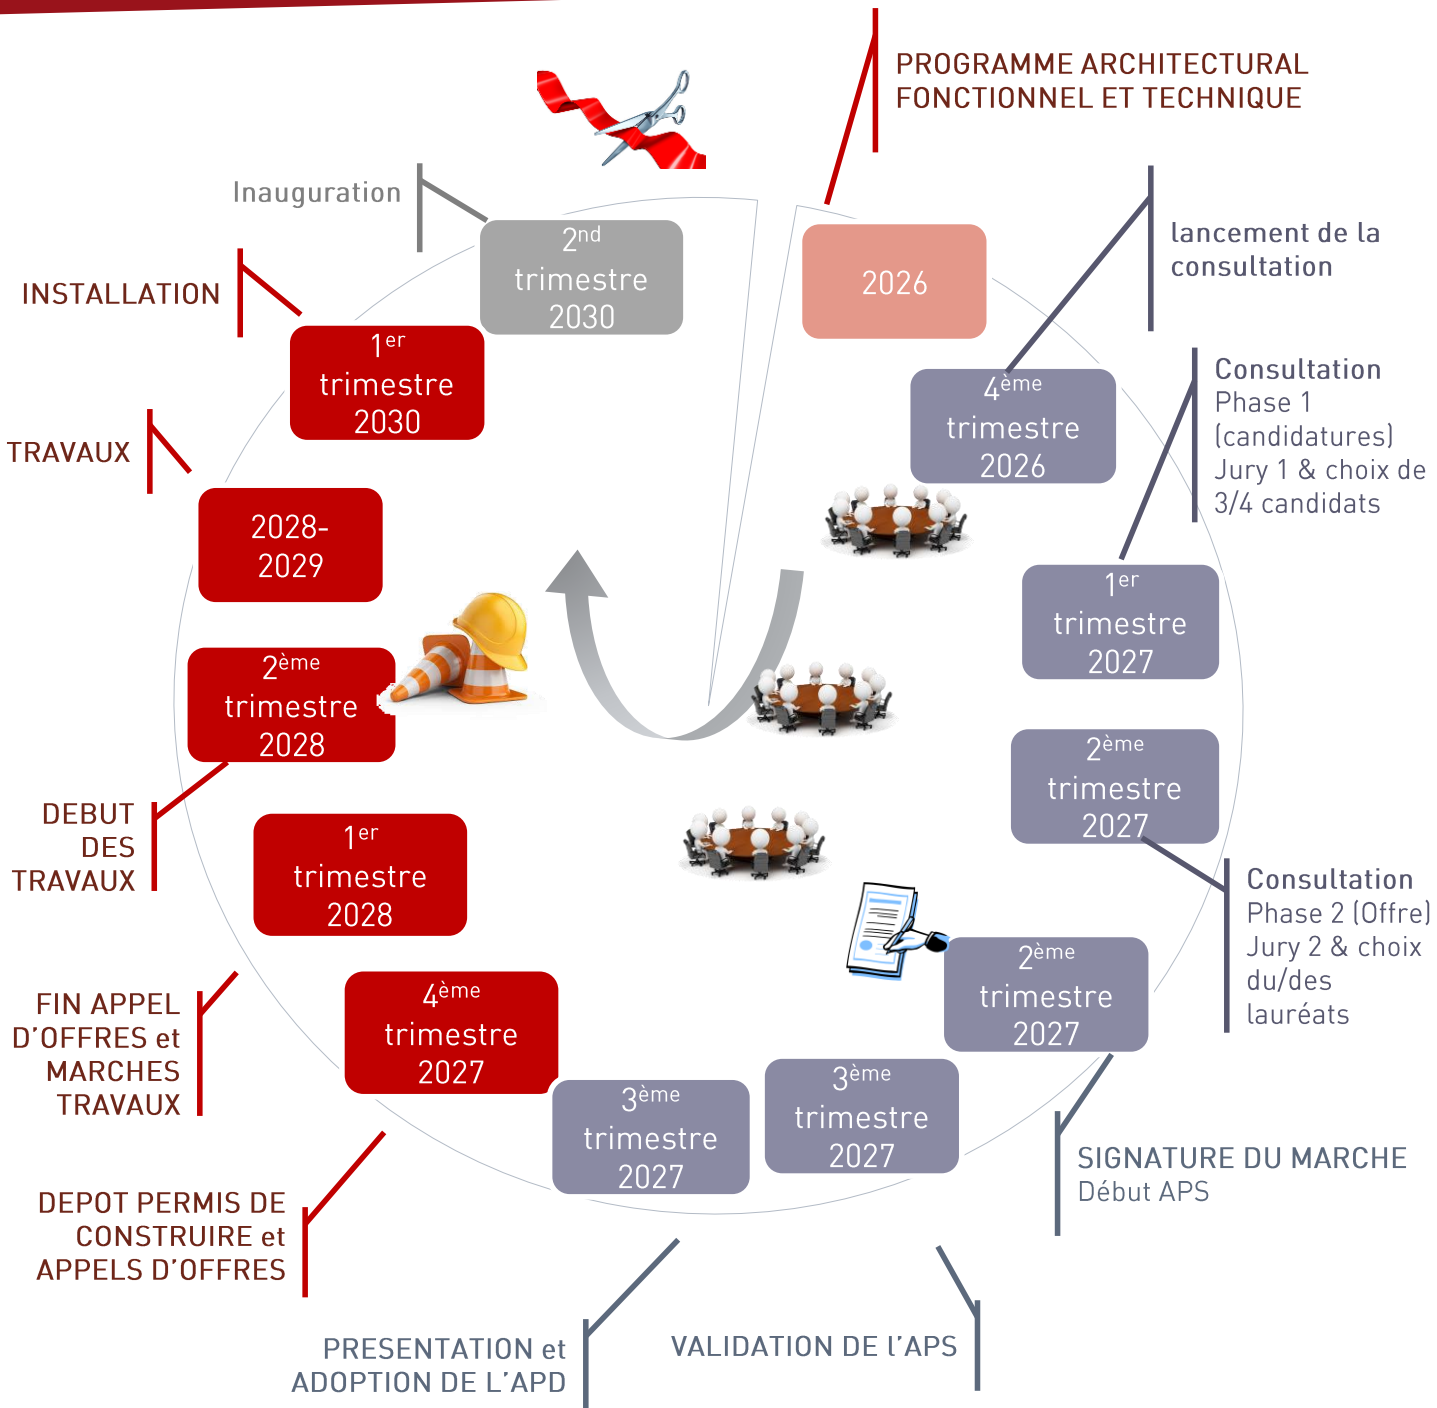 PROGRAMME ARCHITECTURAL
FONCTIONNEL ET TECHNIQUE
2026
lancement de la
consultation
4ème
trimestre
2026
Consultation
Phase 1
(candidatures)
Jury 1 & choix de
3/4 candidats
1er
trimestre
2027
2ème
trimestre
2027
Consultation
Phase 2 (Offre)
Jury 2 & choix
du/des
lauréats
2ème
trimestre
2027
SIGNATURE DU MARCHE
Début APS
3ème
trimestre
2027
VALIDATION DE l'APS
3ème
trimestre
2027
PRESENTATION et
ADOPTION DE L'APD
4ème
trimestre
2027
DEPOT PERMIS DE
CONSTRUIRE et
APPELS D'OFFRES
1er
trimestre
2028
FIN APPEL
D'OFFRES et
MARCHES
TRAVAUX
2ème
trimestre
2028
DEBUT
DES
TRAVAUX
2028-
2029
TRAVAUX
1er
trimestre
2030
INSTALLATION
2nd
trimestre
2030
Inauguration